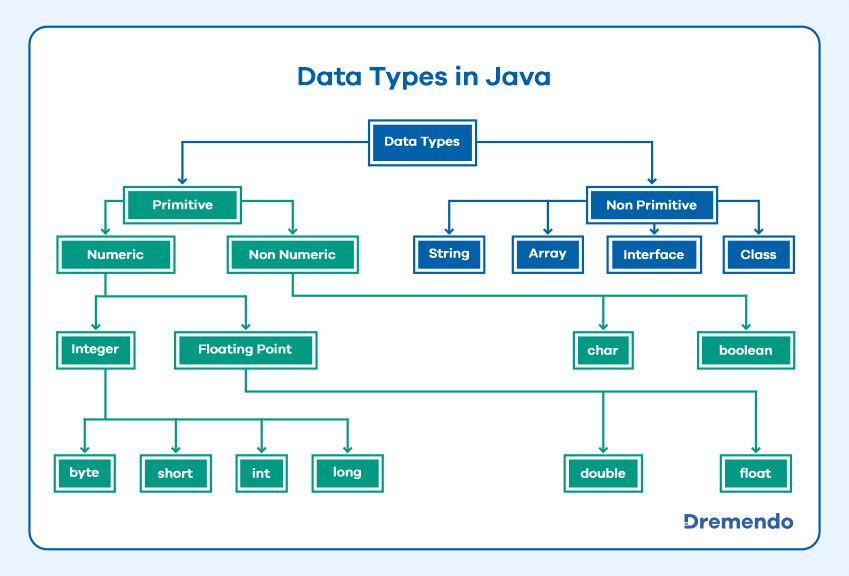 Data Types in Java
Data Types
Primitive
Non Primitive
Numeric
Non Numeric
String
Array
Interface
Class
Integer
Floating Point
char
boolean
byte
short
int
long
double
float
Dremendo